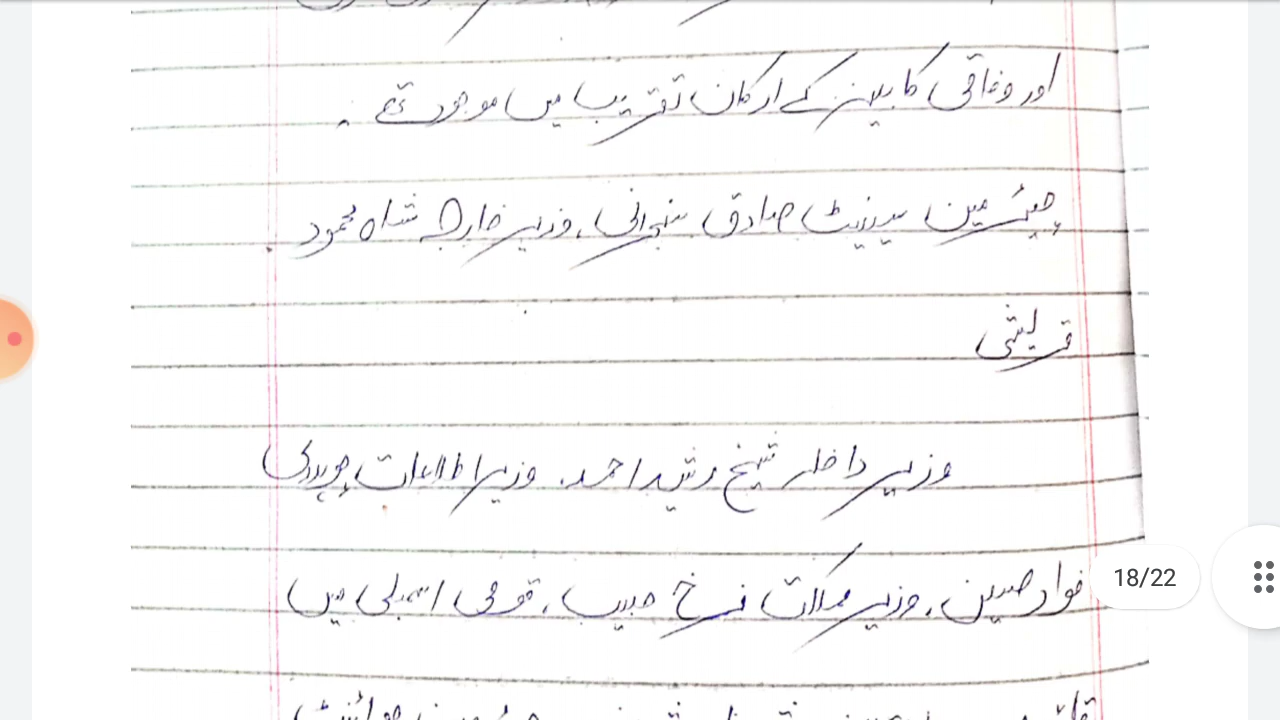 اور وفاقی کابینہ کے ارکان تقریب میں موجود تھے۔
چیئرمین سینیٹ صادق سنجرانی، وزیر خارجہ شاہ محمود
قریشی
وزیر داخلہ شیخ رشید احمد، وزیر اطلاعات چوہدری
فواد حسین، وزیر مملکت فرخ حبیب، قومی اسمبلی میں
18/22